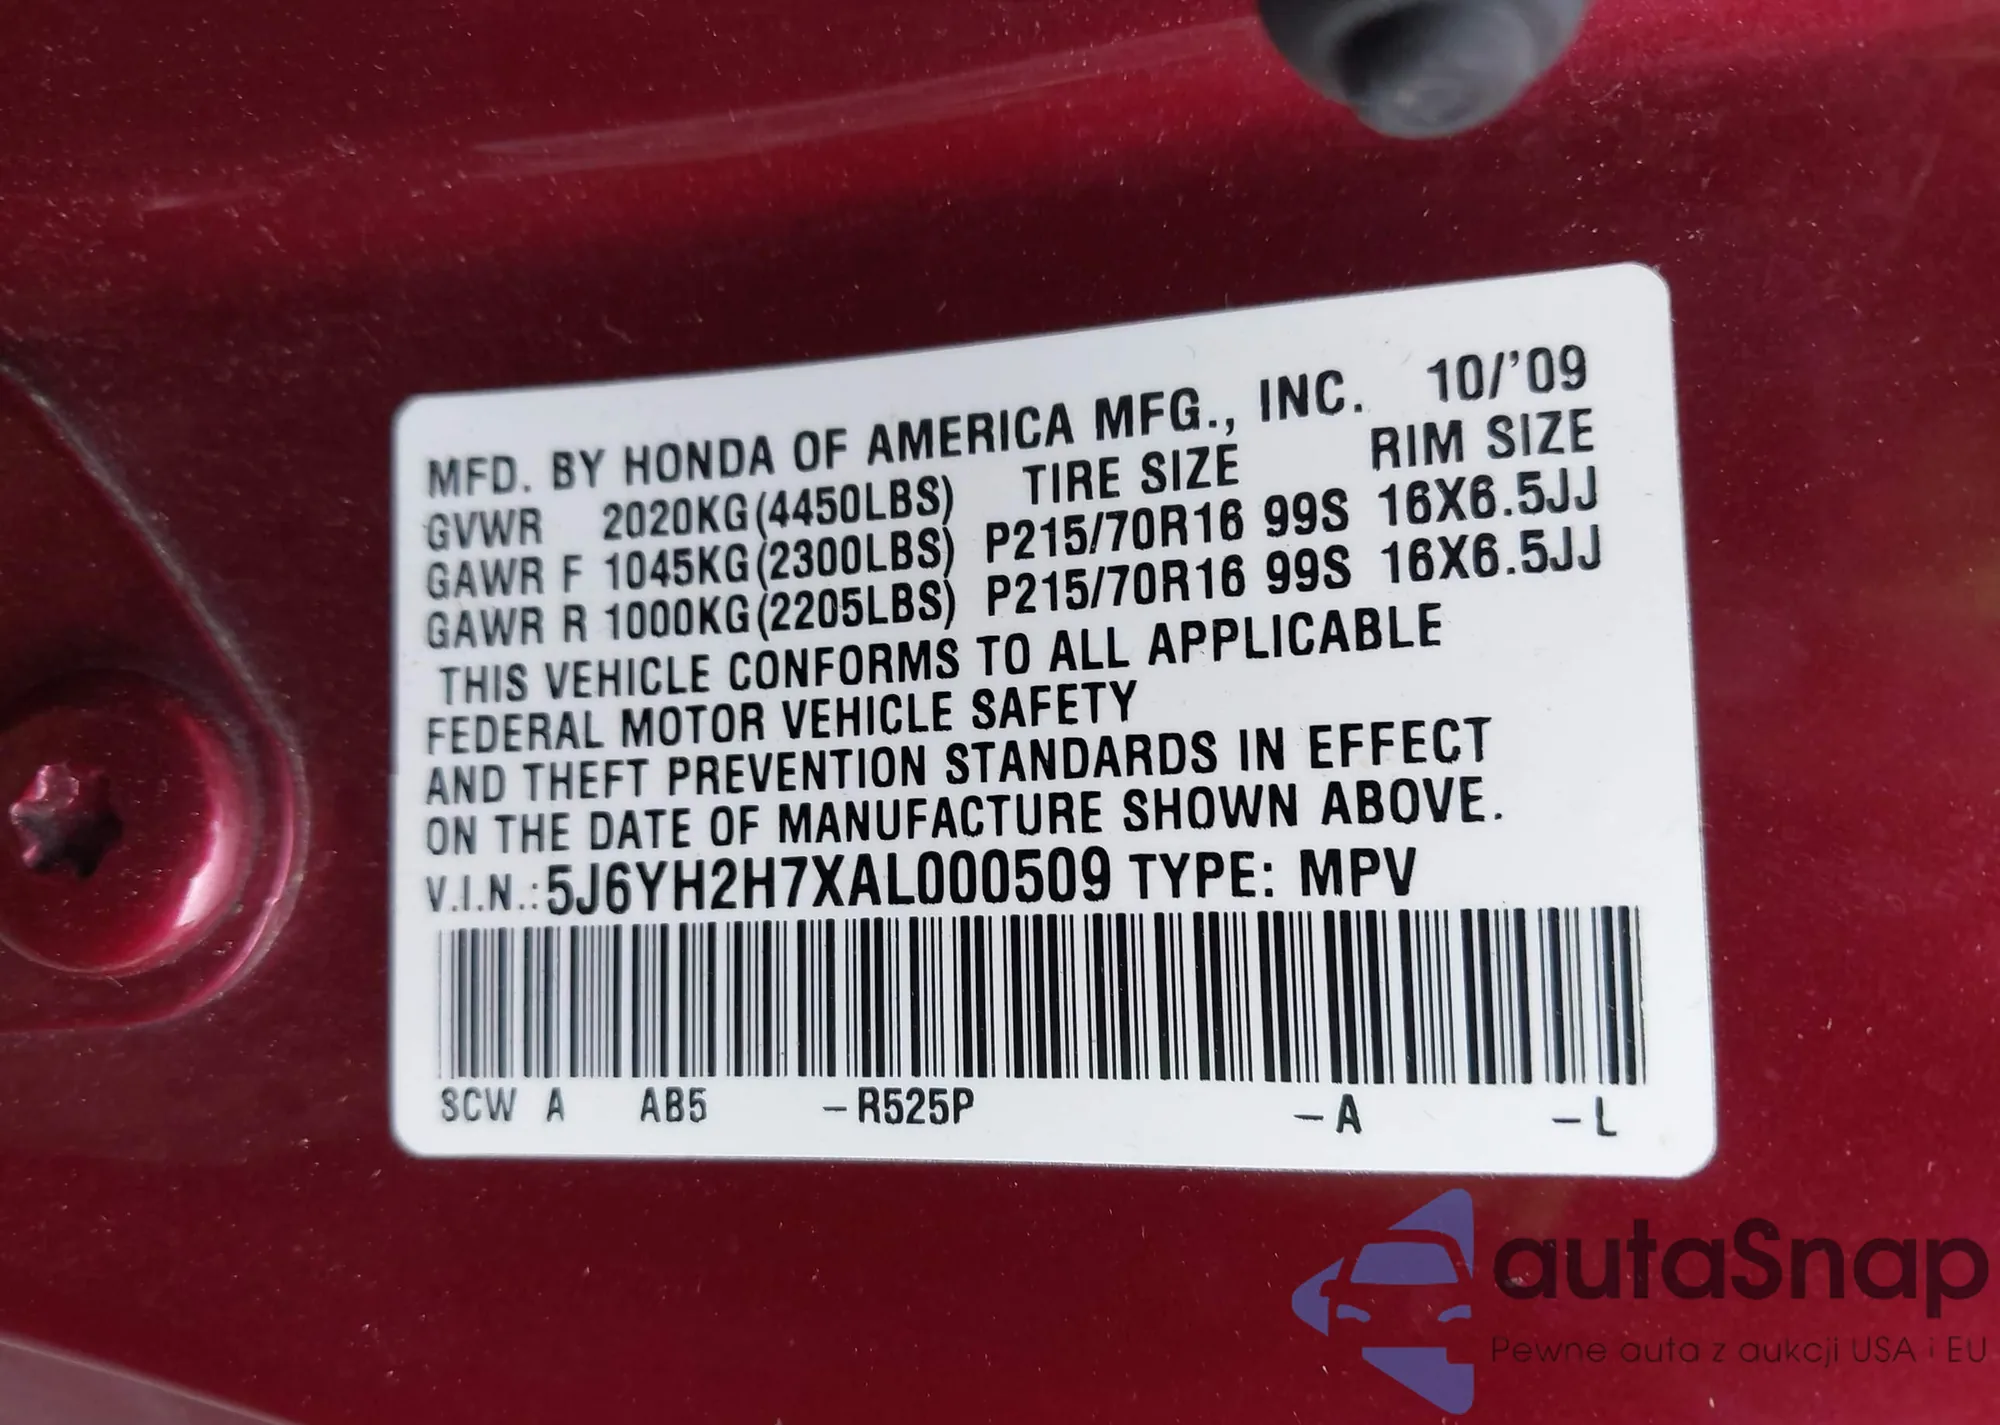 MFD. BY HONDA OF AMERICA MFG., INC. 10/'09
GVWR 2020KG(4450LBS) TIRE SIZE RIM SIZE
GAWR F 1045KG(2300LBS) P215/70R16 99S 16X6.5JJ
GAWR R 1000KG(2205LBS) P215/70R16 99S 16X6.5JJ
THIS VEHICLE CONFORMS TO ALL APPLICABLE
FEDERAL MOTOR VEHICLE SAFETY
AND THEFT PREVENTION STANDARDS IN EFFECT
ON THE DATE OF MANUFACTURE SHOWN ABOVE.
V.I.N.:5J6YH2H7XAL000509 TYPE: MPV
SCW A AB5 –R525P –A –L
autaSnap
Pewne auta z aukcji USA i EU